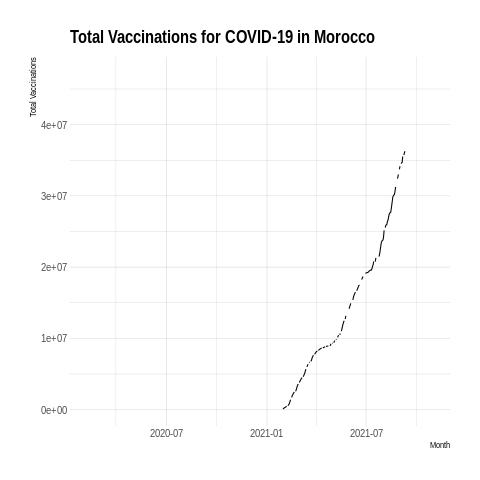 Total Vaccinations for COVID-19 in Morocco
Total Vaccinations
4e+07
3e+07
2e+07
1e+07
0e+00
2020-07
2021-01
2021-07
Month